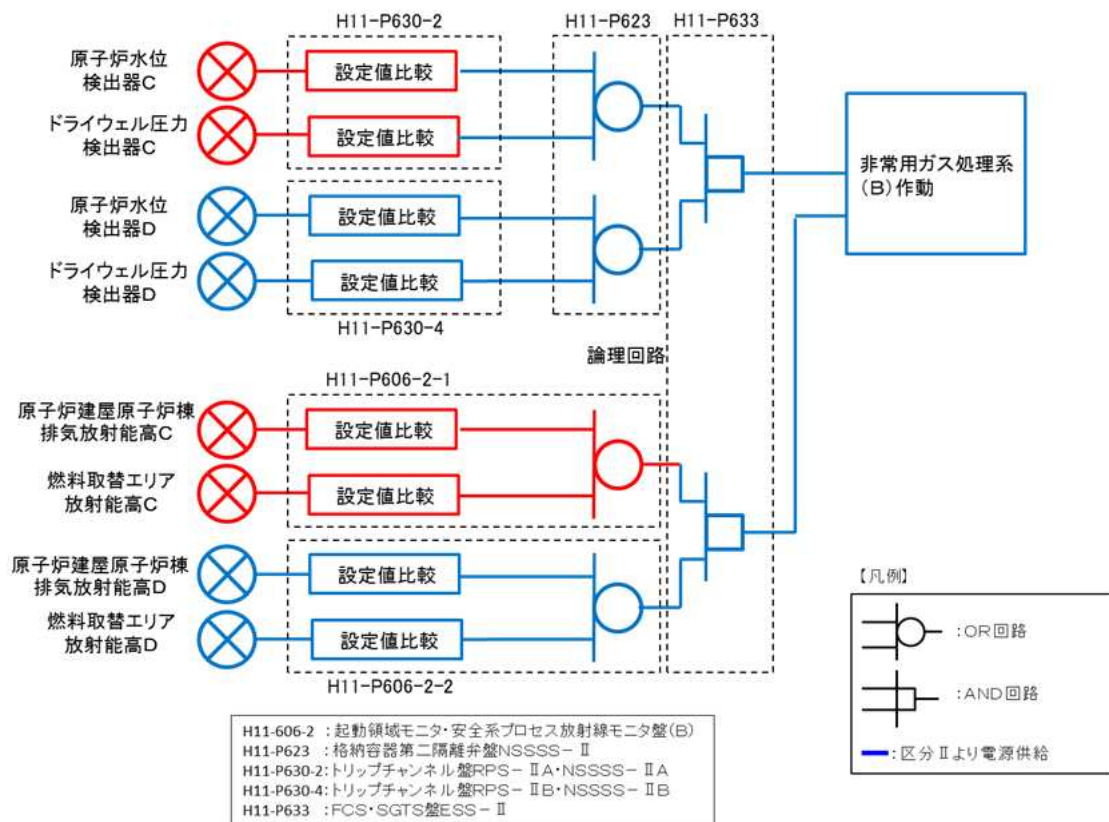 H11-P630-2
H11-P623
H11-P633
原子炉水位
検出器C
設定値比較
ドライウェル圧力
検出器C
設定値比較
非常用ガス処理系
(B)作動
原子炉水位
検出器D
設定値比較
ドライウェル圧力
検出器D
設定値比較
H11-P630-4
論理回路
H11-P606-2-1
原子炉建屋原子炉棟
排気放射能高C
設定値比較
燃料取替エリア
放射能高C
設定値比較
原子炉建屋原子炉棟
排気放射能高D
設定値比較
燃料取替エリア
放射能高D
設定値比較
H11-P606-2-2
【凡例】
:OR回路
:AND回路
:区分Ⅱより電源供給
H11-606-2 :起動領域モニタ・安全系プロセス放射線モニタ盤(B)
H11-P623 :格納容器第二隔離弁盤NSSSS-Ⅱ
H11-P630-2:トリップチャンネル盤RPS-ⅡA・NSSSS-ⅡA
H11-P630-4:トリップチャンネル盤RPS-ⅡB・NSSSS-ⅡB
H11-P633 :FCS・SGTS盤ESS-Ⅱ